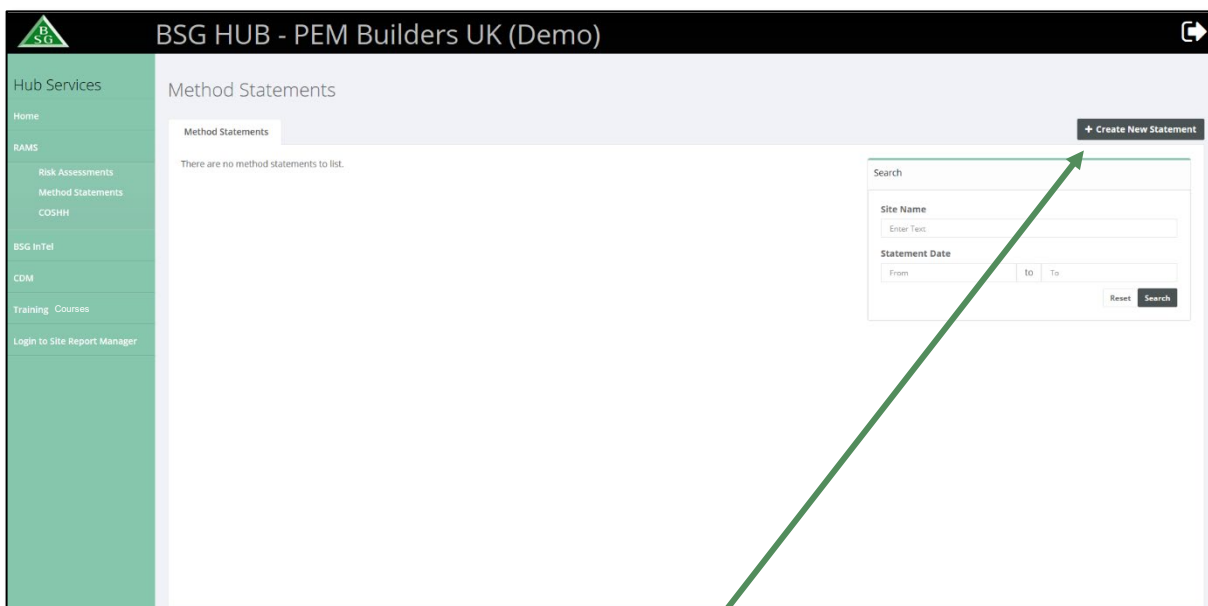 B
SG
BSG HUB - PEM Builders UK (Demo)
Hub Services
Home
RAMS
Risk Assessments
Method Statements
COSHH
BSG InTel
CDM
Training Courses
Login to Site Report Manager
Method Statements
Method Statements
+ Create New Statement
There are no method statements to list.
Search
Site Name
Enter Text
Statement Date
From to To
Reset Search